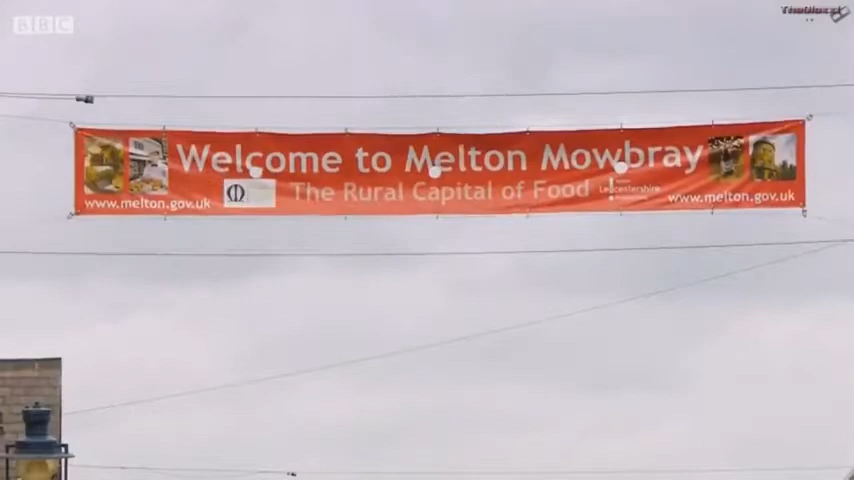 BBC
Welcome to Melton Mowbray
The Rural Capital of Food
Leicestershire
www.melton.gov.uk
www.melton.gov.uk